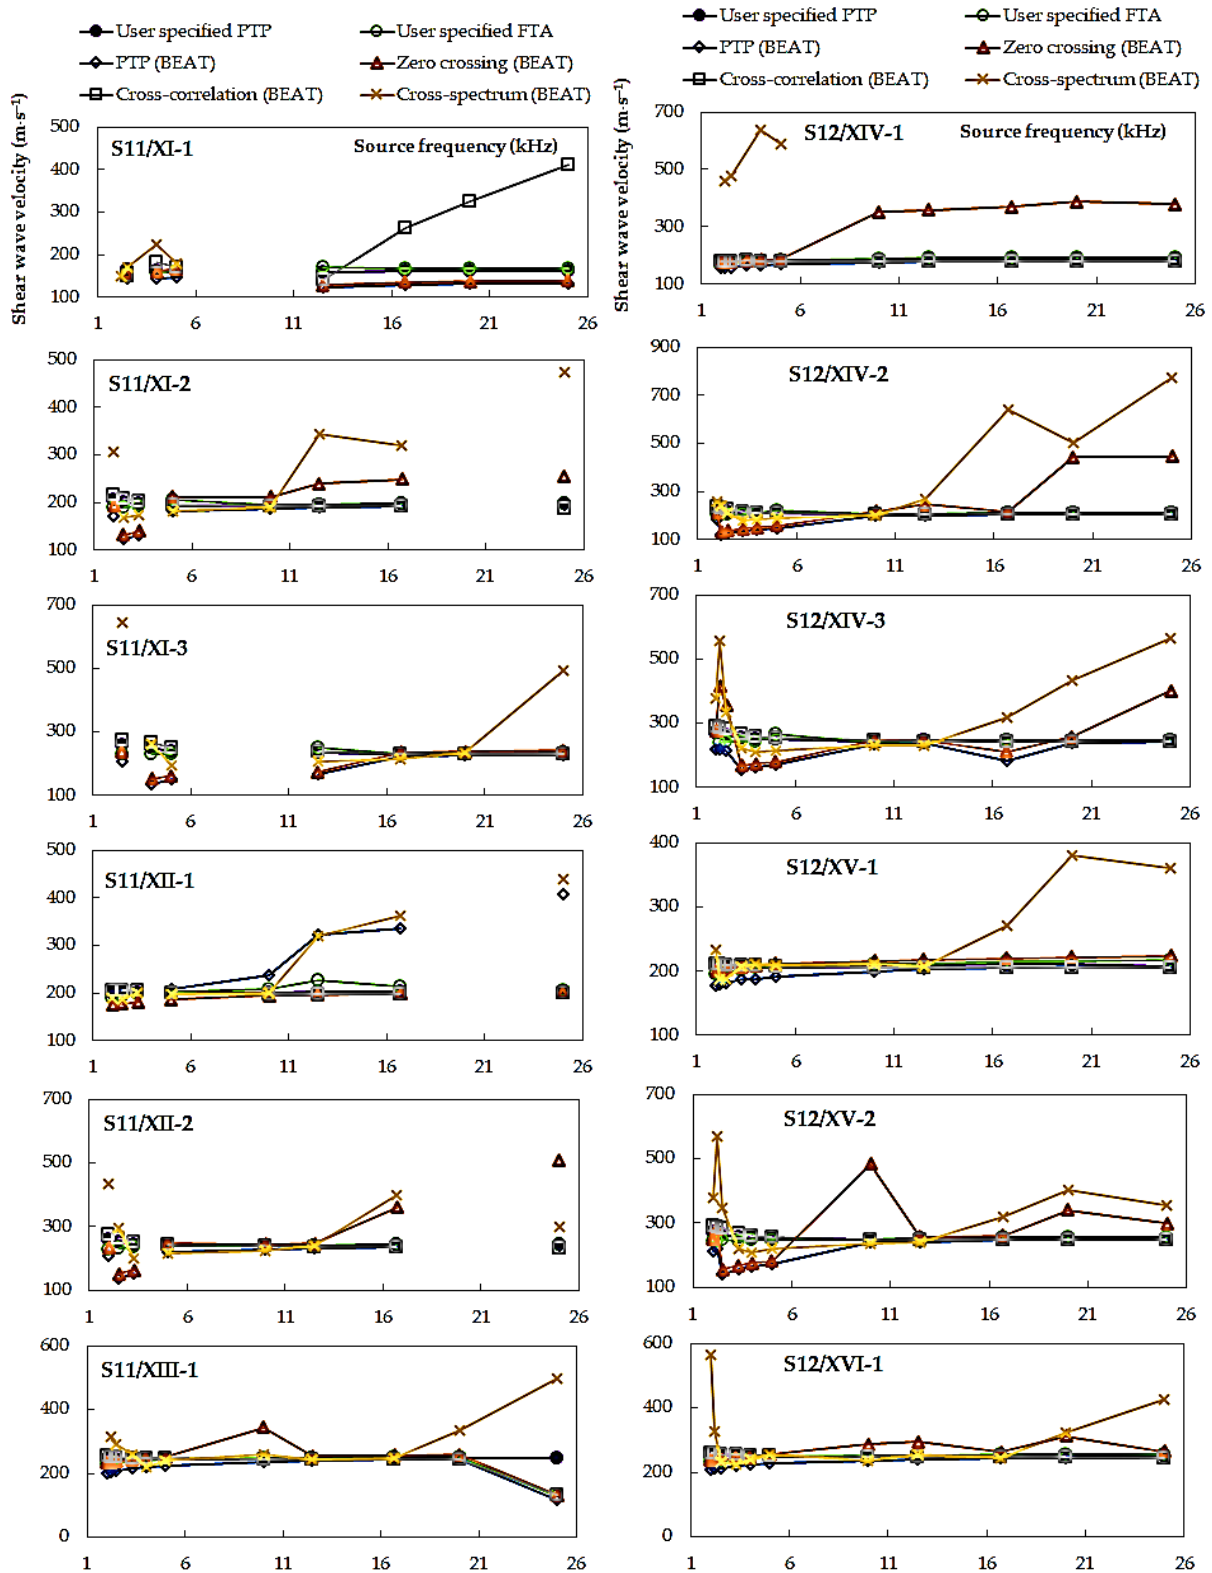 User specified PTP
User specified FTA
PTP (BEAT)
Zero crossing (BEAT)
Cross-correlation (BEAT)
Cross-spectrum (BEAT)
Shear wave velocity (m·s⁻¹)
500
400
300
200
100
S11/XI-1
Source frequency (kHz)
1 6 11 16 21 26
500
400
300
200
100
S11/XI-2
1 6 11 16 21 26
700
500
300
100
S11/XI-3
1 6 11 16 21 26
500
400
300
200
100
S11/XII-1
1 6 11 16 21 26
700
500
300
100
S11/XII-2
1 6 11 16 21 26
600
400
200
0
S11/XIII-1
1 6 11 16 21 26
User specified PTP
User specified FTA
PTP (BEAT)
Zero crossing (BEAT)
Cross-correlation (BEAT)
Cross-spectrum (BEAT)
Shear wave velocity (m·s⁻¹)
700
500
300
100
S12/XIV-1
Source frequency (kHz)
1 6 11 16 21 26
900
700
500
300
100
S12/XIV-2
1 6 11 16 21 26
700
500
300
100
S12/XIV-3
1 6 11 16 21 26
400
300
200
100
S12/XV-1
1 6 11 16 21 26
700
500
300
100
S12/XV-2
1 6 11 16 21 26
600
400
200
0
S12/XVI-1
1 6 11 16 21 26